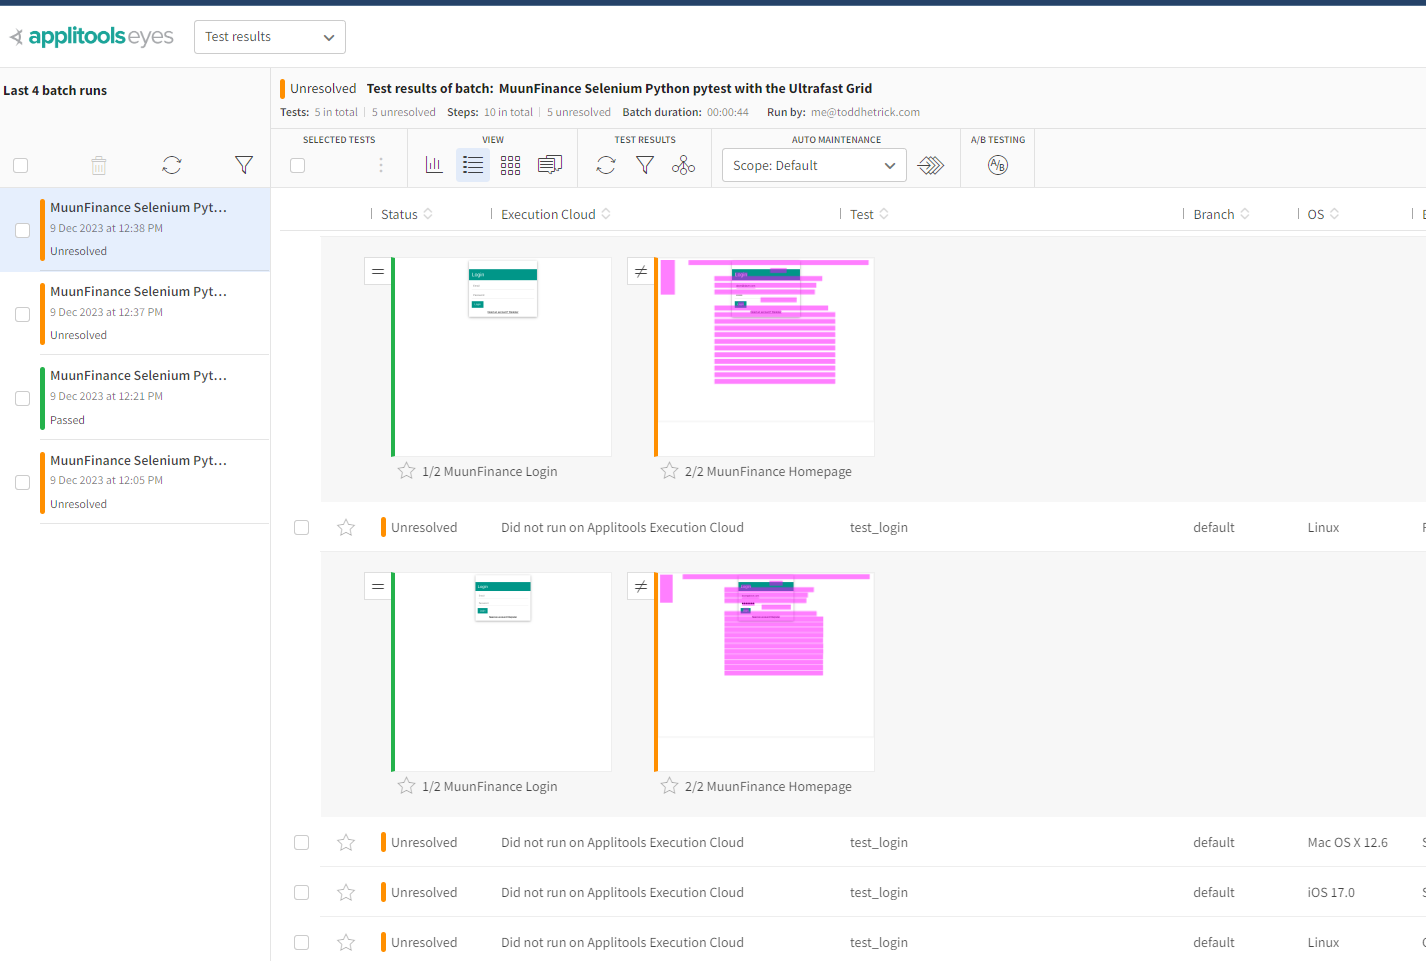 applitools eyes
Test results
Last 4 batch runs
Unresolved Test results of batch: MuunFinance Selenium Python pytest with the Ultrafast Grid
Tests: 5 in total | 5 unresolved Steps: 10 in total | 5 unresolved Batch duration: 00:00:44 Run by: me@toddhetrick.com
SELECTED TESTS VIEW TEST RESULTS AUTO MAINTENANCE A/B TESTING
Scope: Default A/B
MuunFinance Selenium Pyt...
9 Dec 2023 at 12:38 PM
Unresolved
MuunFinance Selenium Pyt...
9 Dec 2023 at 12:37 PM
Unresolved
MuunFinance Selenium Pyt...
9 Dec 2023 at 12:21 PM
Passed
MuunFinance Selenium Pyt...
9 Dec 2023 at 12:05 PM
Unresolved
Status Execution Cloud Test Branch OS
= ≠
Login Login
1/2 MuunFinance Login 2/2 MuunFinance Homepage
Unresolved Did not run on Applitools Execution Cloud test_login default Linux
= ≠
Login
1/2 MuunFinance Login 2/2 MuunFinance Homepage
Unresolved Did not run on Applitools Execution Cloud test_login default Mac OS X 12.6
Unresolved Did not run on Applitools Execution Cloud test_login default iOS 17.0
Unresolved Did not run on Applitools Execution Cloud test_login default Linux